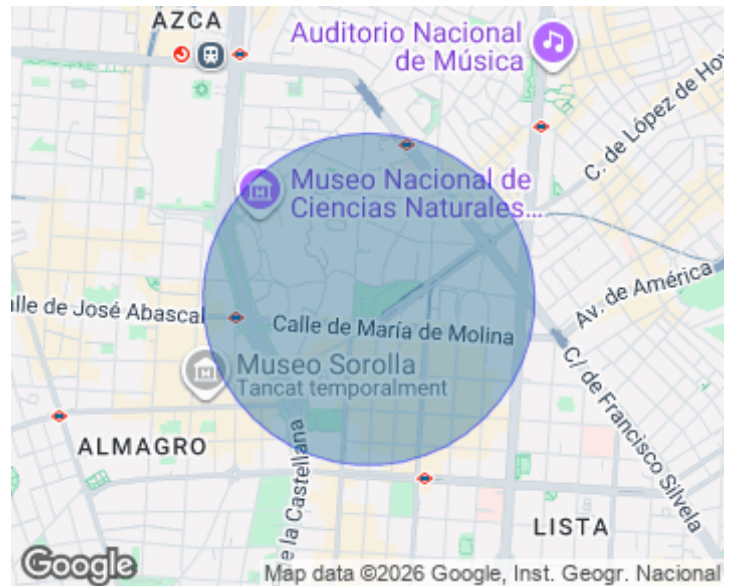 AZCA
Auditorio Nacional
de Música
C. de López de Hoy
Museo Nacional de
Ciencias Naturales...
Av. de América
alle de José Abascal
Calle de María de Molina
Museo Sorolla
Tancat temporalment
C/ de Francisco Silvela
ALMAGRO
e la Castellana
LISTA
Google
Map data ©2026 Google, Inst. Geogr. Nacional